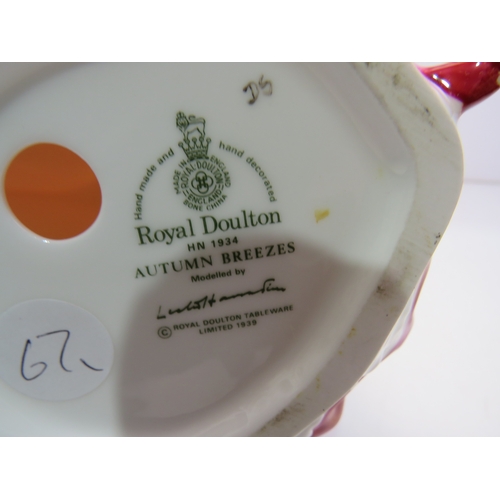 DS
Hand made and hand decorated
MADE IN ENGLAND
ROYAL DOULTON
ENGLAND
BONE CHINA
Royal Doulton
HN 1934
AUTUMN BREEZES
Modelled by
© ROYAL DOULTON TABLEWARE
LIMITED 1939
67